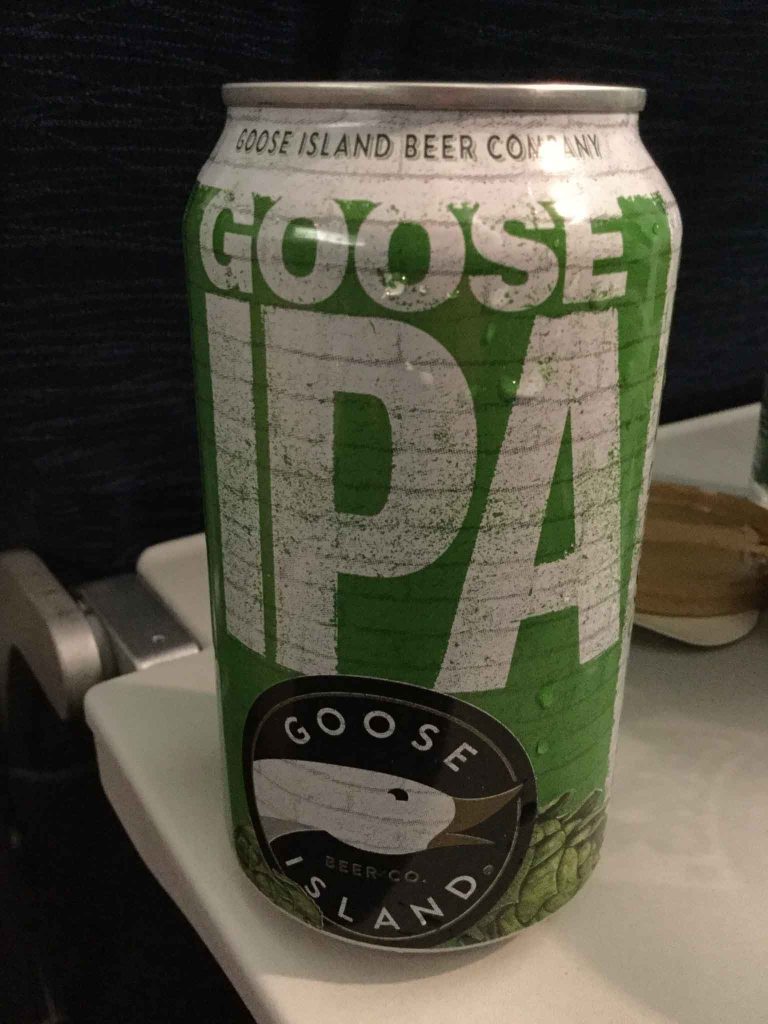 GOOSE ISLAND BEER COMPANY
GOOSE
IPA
GOOSE
BEER CO.
ISLAND